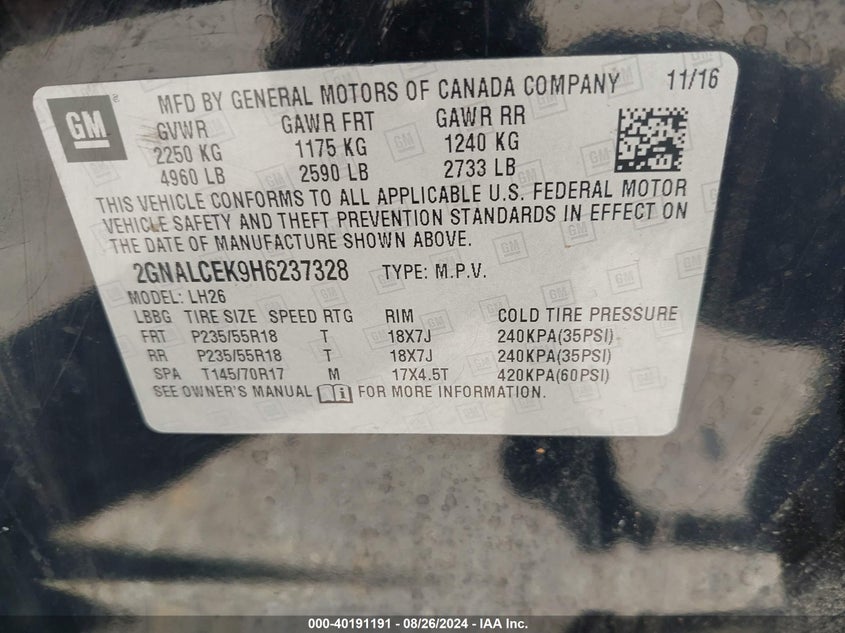 GM ® MFD BY GENERAL MOTORS OF CANADA COMPANY 11/16
GVWR GAWR FRT GAWR RR
2250 KG 1175 KG 1240 KG
4960 LB 2590 LB 2733 LB
THIS VEHICLE CONFORMS TO ALL APPLICABLE U.S. FEDERAL MOTOR
VEHICLE SAFETY AND THEFT PREVENTION STANDARDS IN EFFECT ON
THE DATE OF MANUFACTURE SHOWN ABOVE.
2GNALCEK9H6237328 TYPE: M.P.V.
MODEL: LH26
LBBG TIRE SIZE SPEED RTG RIM COLD TIRE PRESSURE
FRT P235/55R18 T 18X7J 240KPA(35PSI)
RR P235/55R18 T 18X7J 240KPA(35PSI)
SPA T145/70R17 M 17X4.5T 420KPA(60PSI)
SEE OWNER'S MANUAL FOR MORE INFORMATION.
000-40191191 - 08/26/2024 - IAA Inc.